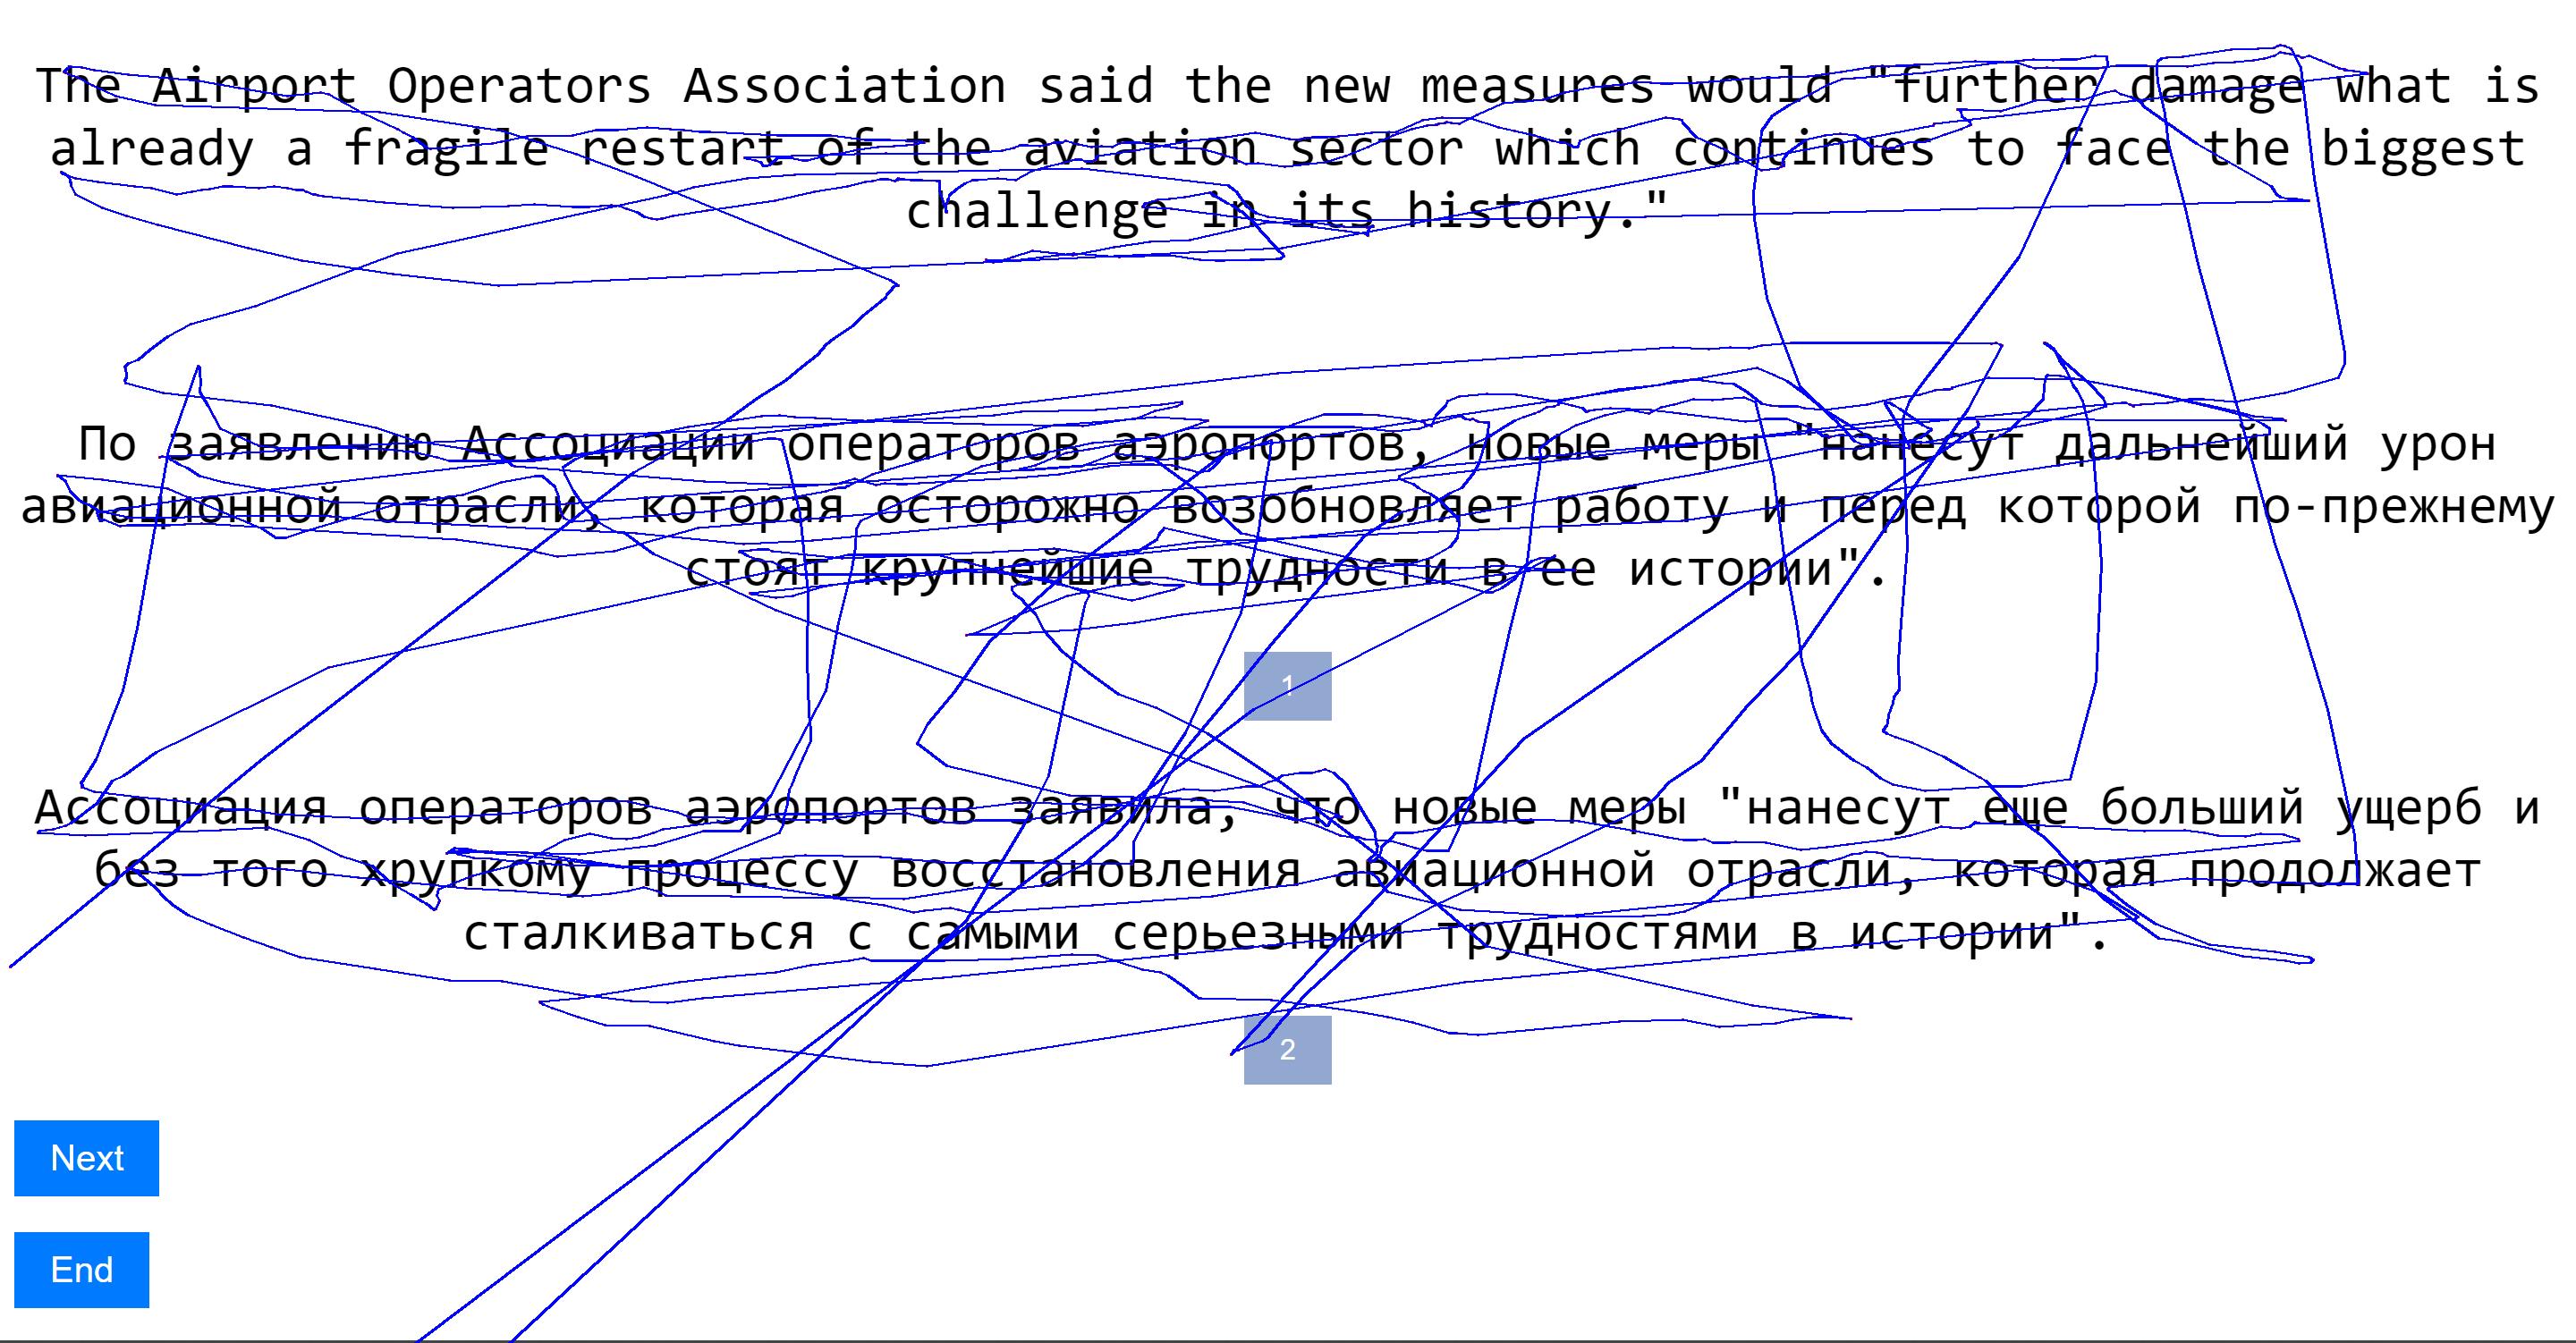 The Airport Operators Association said the new measures would "further damage what is
already a fragile restart of the aviation sector which continues to face the biggest
challenge in its history."
По заявлению Ассоциации операторов аэропортов, новые меры "нанесут дальнейший урон
авиационной отрасли, которая осторожно возобновляет работу и перед которой по-прежнему
стоят крупнейшие трудности в ее истории".
1
Ассоциация операторов аэропортов заявила, что новые меры "нанесут еще больший ущерб и
без того хрупкому процессу восстановления авиационной отрасли, которая продолжает
сталкиваться с самыми серьезными трудностями в истории".
2
Next
End